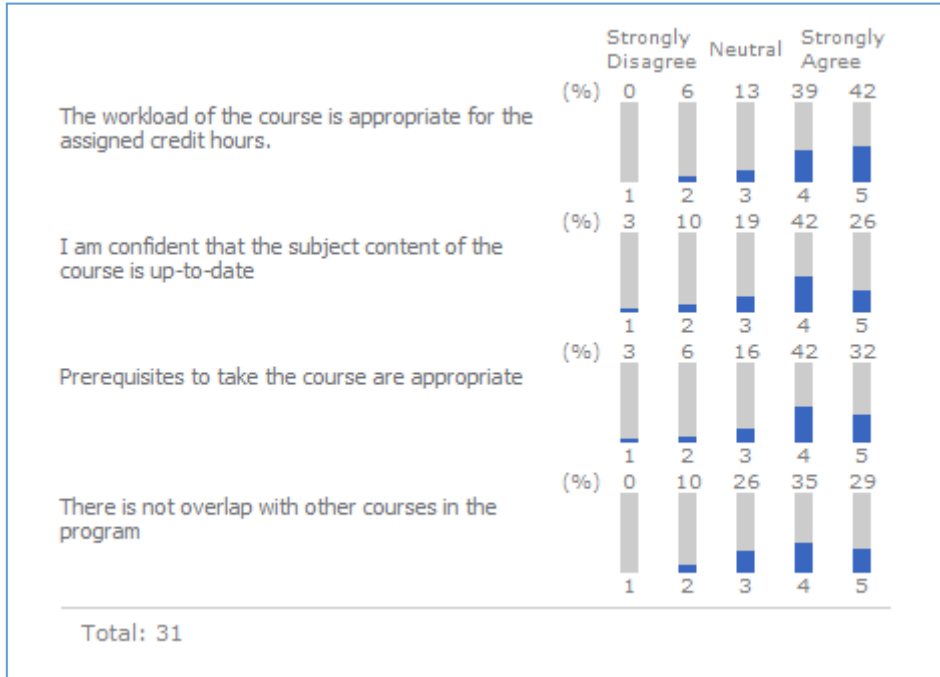 Strongly Disagree Neutral Strongly Agree
(%) 0 6 13 39 42
The workload of the course is appropriate for the
assigned credit hours.
1 2 3 4 5
(%) 3 10 19 42 26
I am confident that the subject content of the
course is up-to-date
1 2 3 4 5
(%) 3 6 16 42 32
Prerequisites to take the course are appropriate
1 2 3 4 5
(%) 0 10 26 35 29
There is not overlap with other courses in the
program
1 2 3 4 5
Total: 31